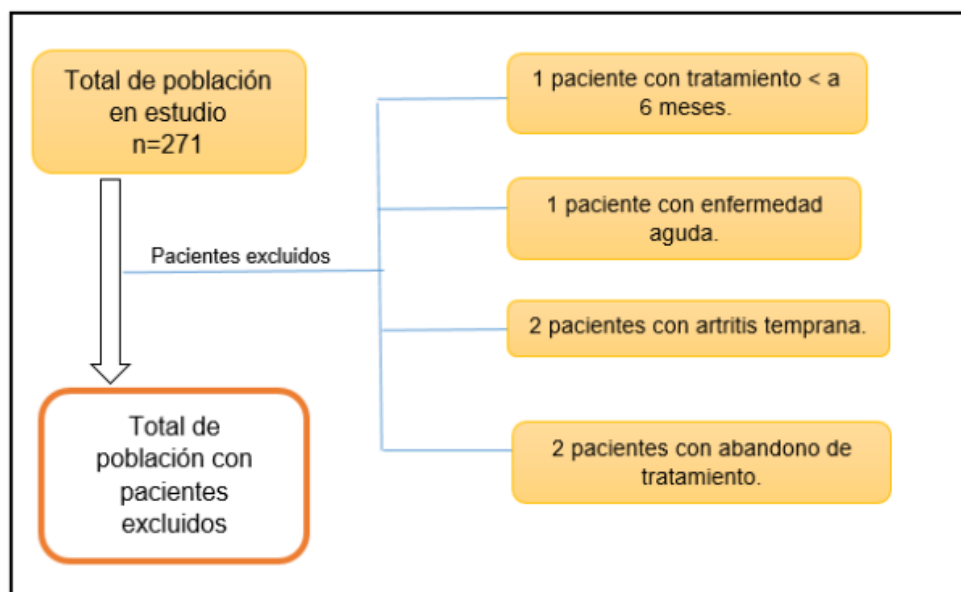 Total de población
en estudio
n=271
1 paciente con tratamiento < a
6 meses.
1 paciente con enfermedad
aguda.
Pacientes excluidos
2 pacientes con artritis temprana.
Total de
población con
pacientes
excluidos
2 pacientes con abandono de
tratamiento.